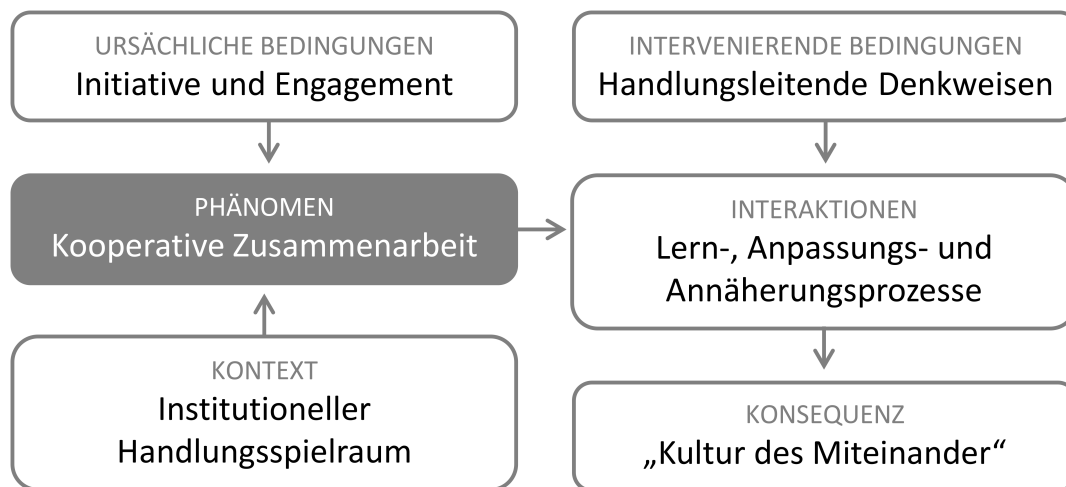 URSÄCHLICHE BEDINGUNGEN
Initiative und Engagement
INTERVENIERENDE BEDINGUNGEN
Handlungsleitende Denkweisen
PHÄNOMEN
Kooperative Zusammenarbeit
INTERAKTIONEN
Lern-, Anpassungs- und
Annäherungsprozesse
KONTEXT
Institutioneller
Handlungsspielraum
KONSEQUENZ
„Kultur des Miteinander“